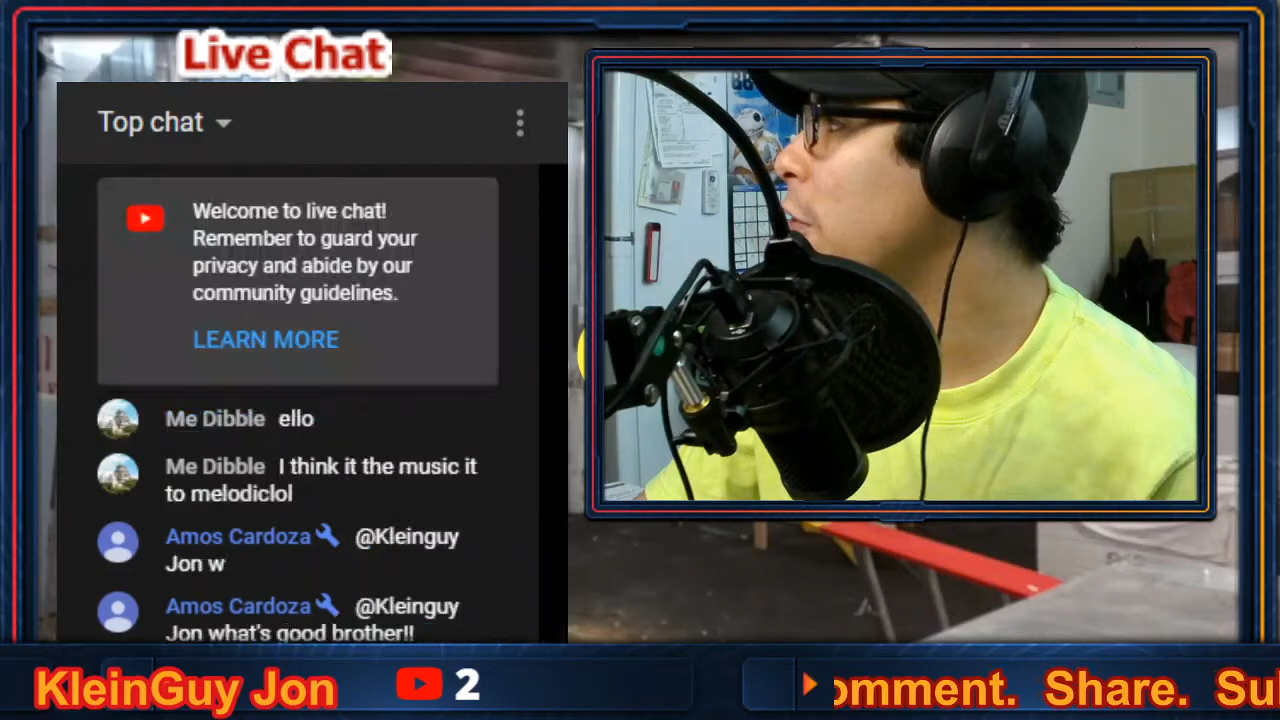 Live Chat
Top chat
Welcome to live chat!
Remember to guard your
privacy and abide by our
community guidelines.
LEARN MORE
Me Dibble ello
Me Dibble I think it the music it
to melodiclol
Amos Cardoza @Kleinguy
Jon w
Amos Cardoza @Kleinguy
Jon what's good brother!!
KleinGuy Jon 2 omment. Share. Su